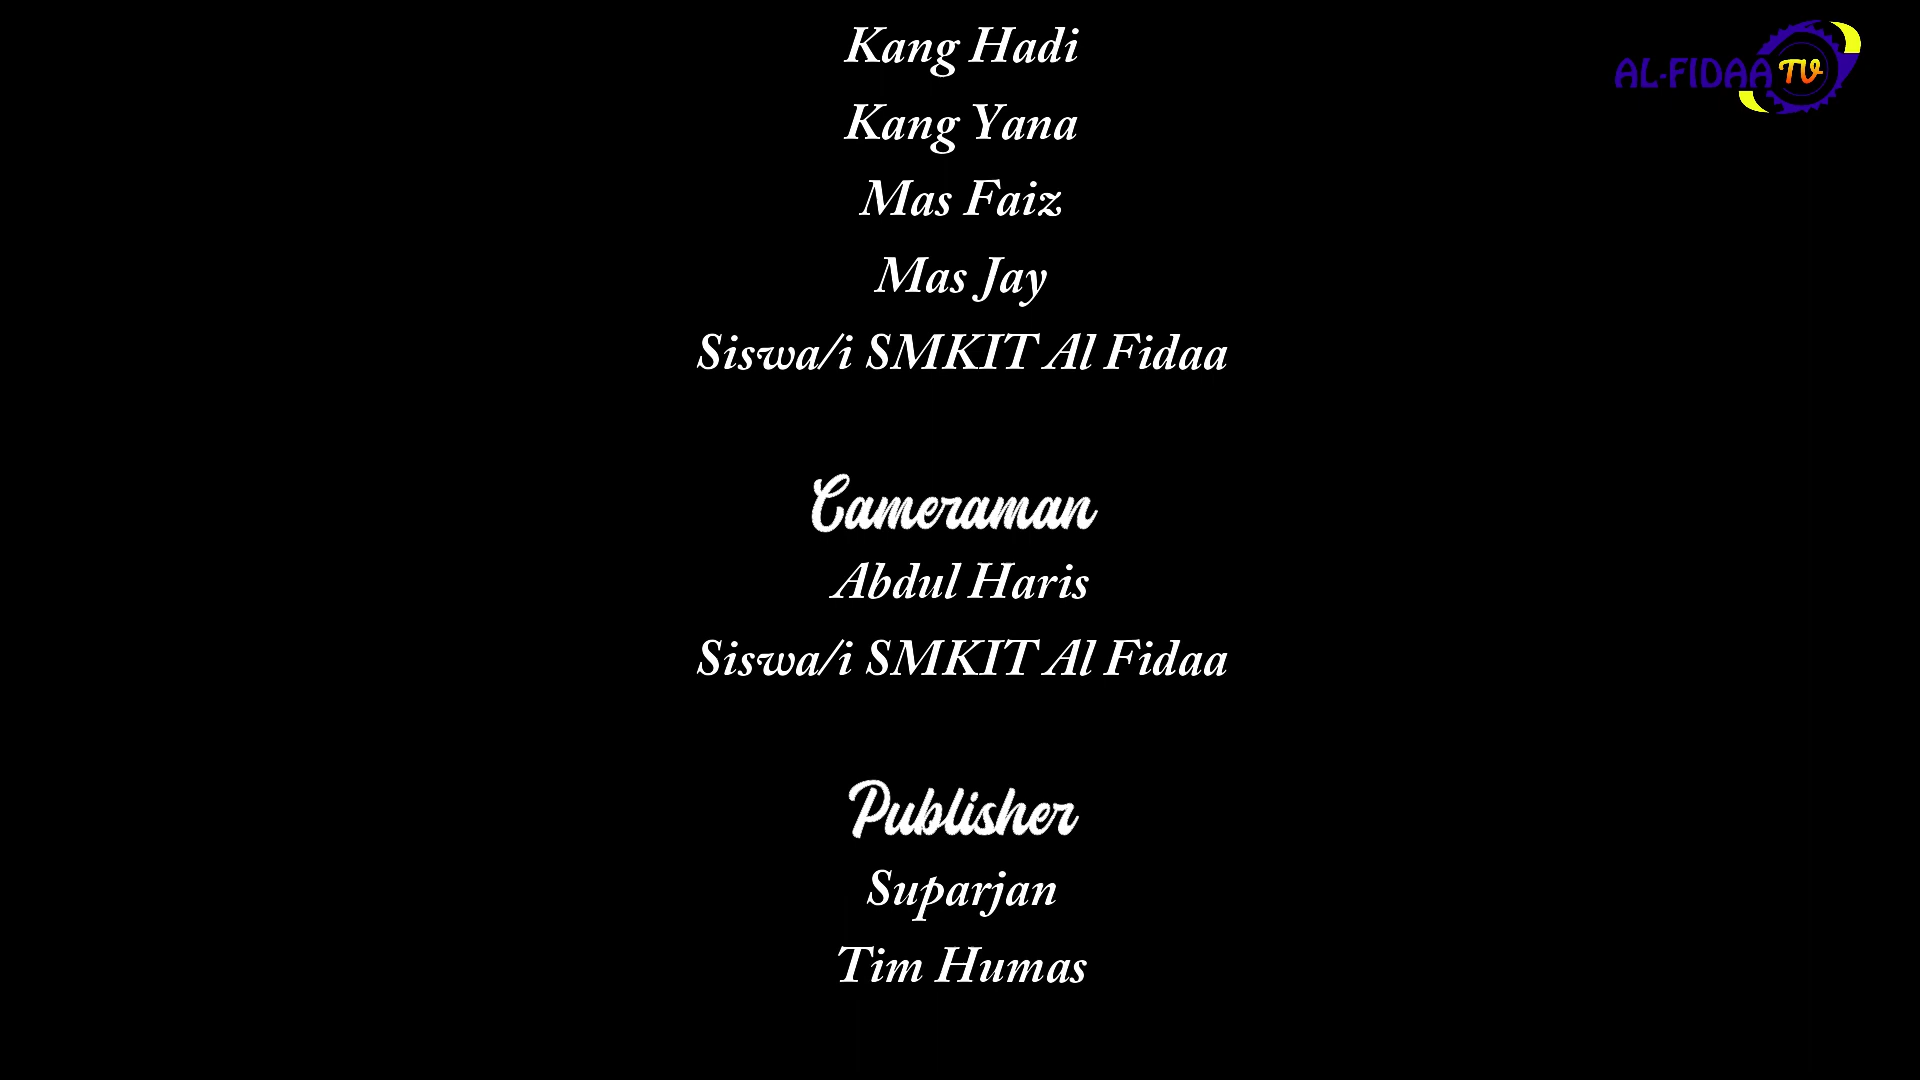 Kang Hadi
AL-FIDAA TV
Kang Yana
Mas Faiz
Mas Jay
Siswa/i SMKIT Al Fidaa
Cameraman
Abdul Haris
Siswa/i SMKIT Al Fidaa
Publisher
Suparjan
Tim Humas